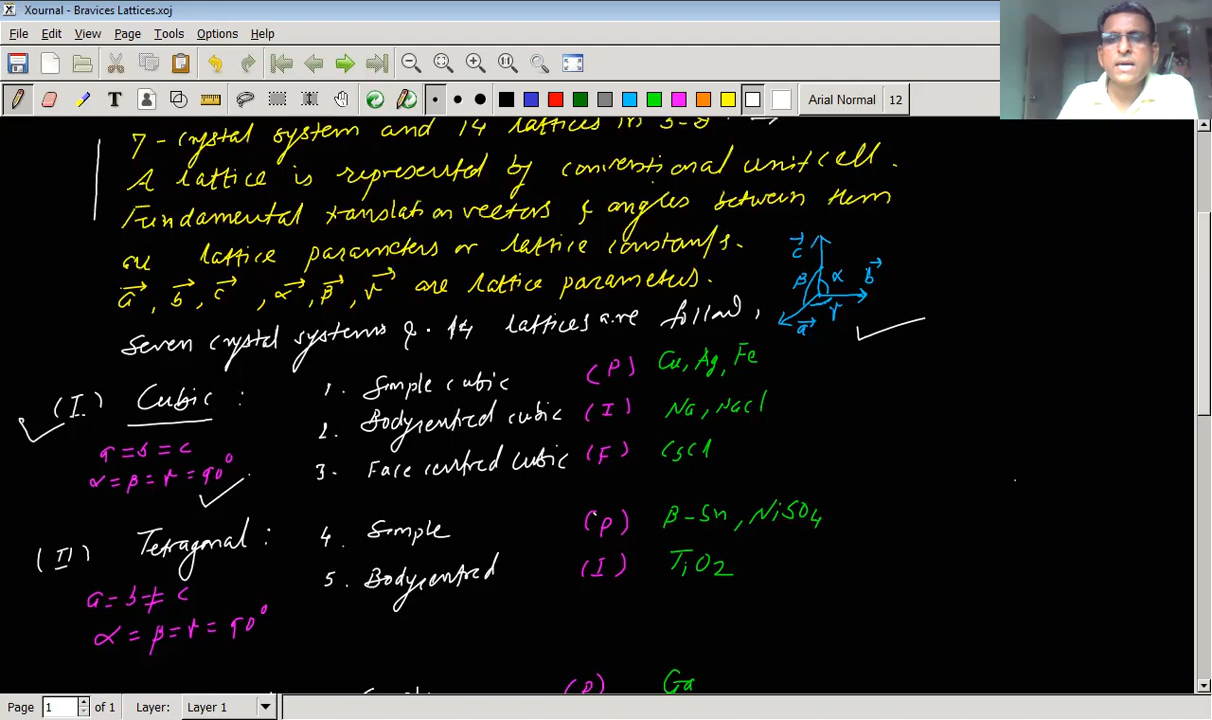 Xournal - Bravices Lattices.xoj
File Edit View Page Tools Options Help
Arial Normal 12
7 - crystal system and 14 lattices in 3-D.
A lattice is represented by conventional unit cell.
Fundamental translation vectors & angles between them
are lattice parameters or lattice constants.
a, b, c, α, β, γ are lattice parameters.
c β α b γ a
Seven crystal systems & 14 lattices are follow,
(I) Cubic : 1. Simple cubic (P) Cu, Ag, Fe
2. Bodycentred cubic (I) Na, NaCl
a = b = c
3. Face centred cubic (F) CsCl
α = β = γ = 90°
(II) Tetragonal : 4. Simple (P) β-Sn, NiSO4
5. Bodycentred (I) TiO2
a = b ≠ c
α = β = γ = 90°
(P) Ga
Page 1 of 1 Layer: Layer 1